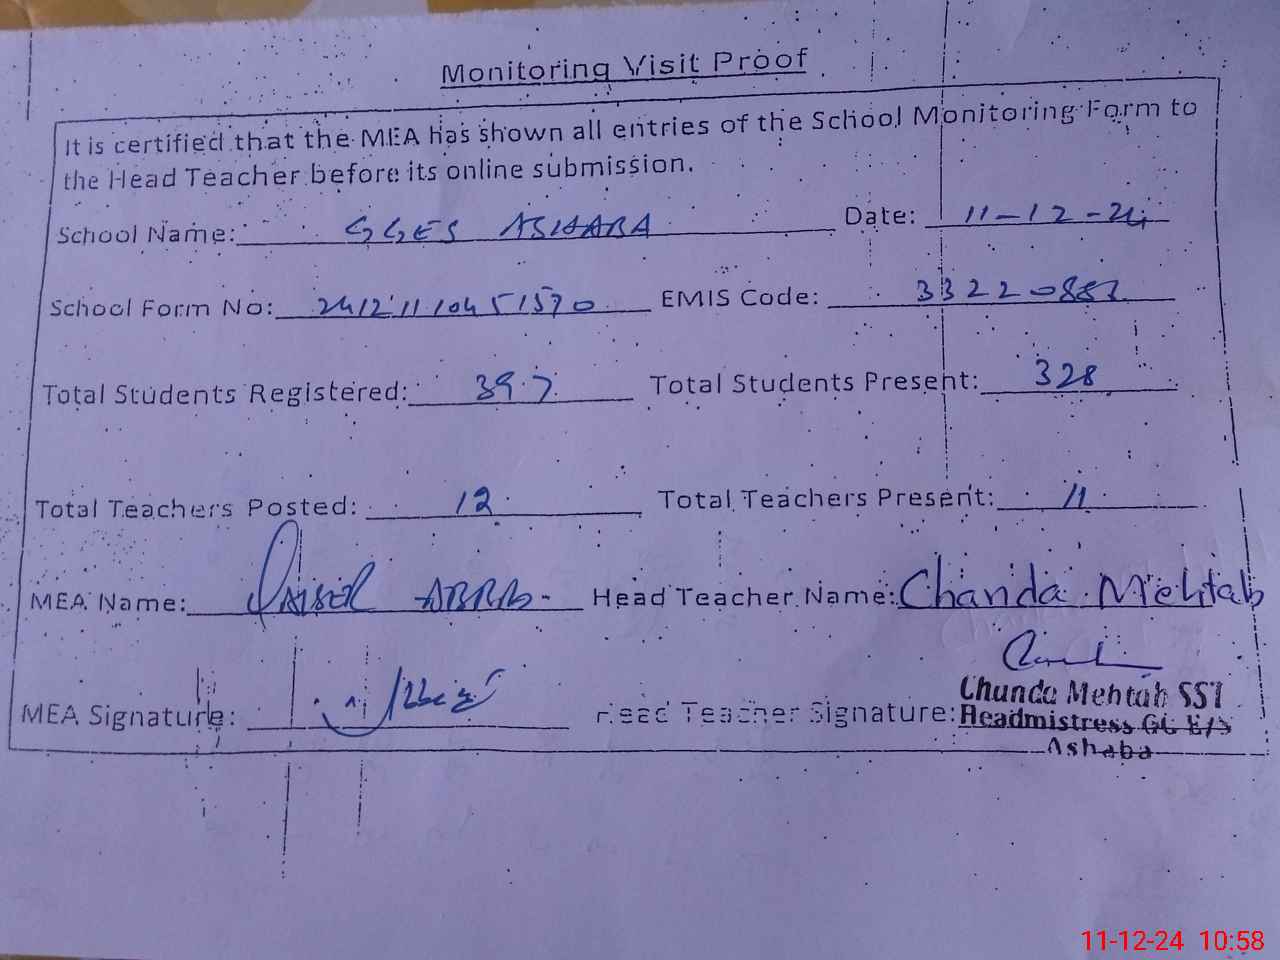 Monitoring Visit Proof
It is certified that the MEA has shown all entries of the School Monitoring Form to
the Head Teacher before its online submission.
School Name: GGES ASHABA Date: 11-12-24
School Form No: 24121110451570 EMIS Code: 33220883
Total Students Registered: 397 Total Students Present: 328
Total Teachers Posted: 12 Total Teachers Present: 11
MEA Name: Qaiser Head Teacher Name: Chanda Mehtab
MEA Signature: Head Teacher Signature:
Chunda Mehtab SST
Headmistress GG E/S
Ashaba
11-12-24 10:58